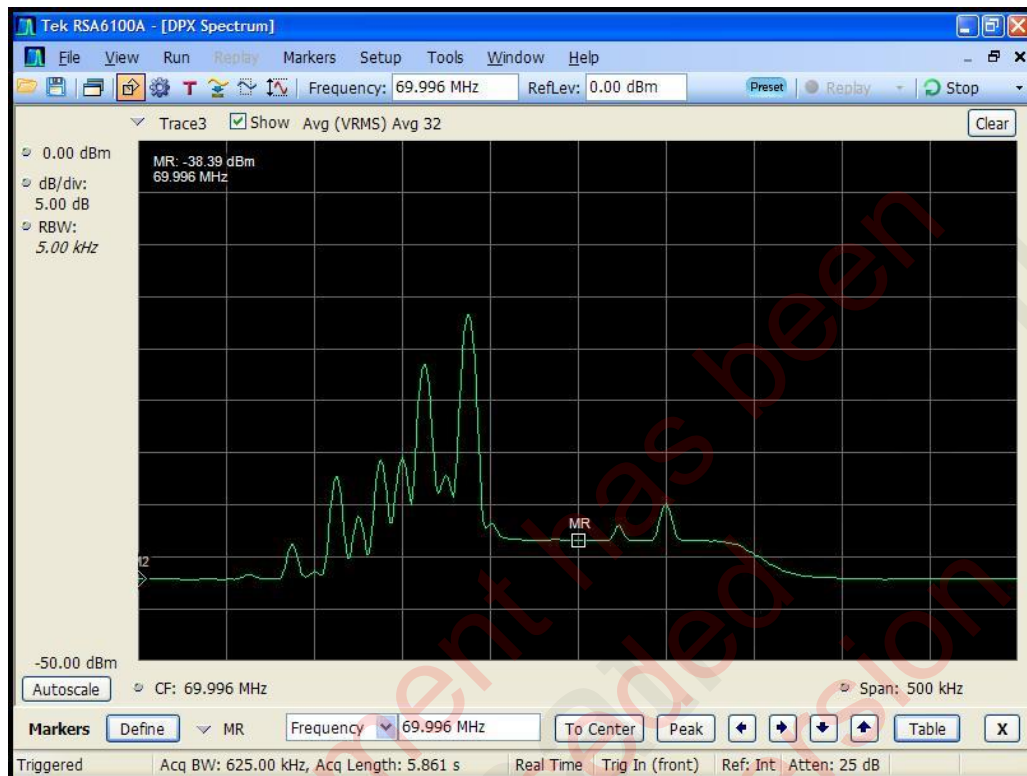 Tek RSA6100A - [DPX Spectrum]
File View Run Replay Markers Setup Tools Window Help
T Frequency: 69.996 MHz RefLev: 0.00 dBm Preset Replay Stop
Trace3 Show Avg (VRMS) Avg 32 Clear
0.00 dBm
MR: -38.39 dBm
69.996 MHz
dB/div:
5.00 dB
RBW:
5.00 kHz
MR
-50.00 dBm
Autoscale CF: 69.996 MHz Span: 500 kHz
Markers Define MR Frequency 69.996 MHz To Center Peak Table X
Triggered Acq BW: 625.00 kHz, Acq Length: 5.861 s Real Time Trig In (front) Ref: Int Atten: 25 dB
has been